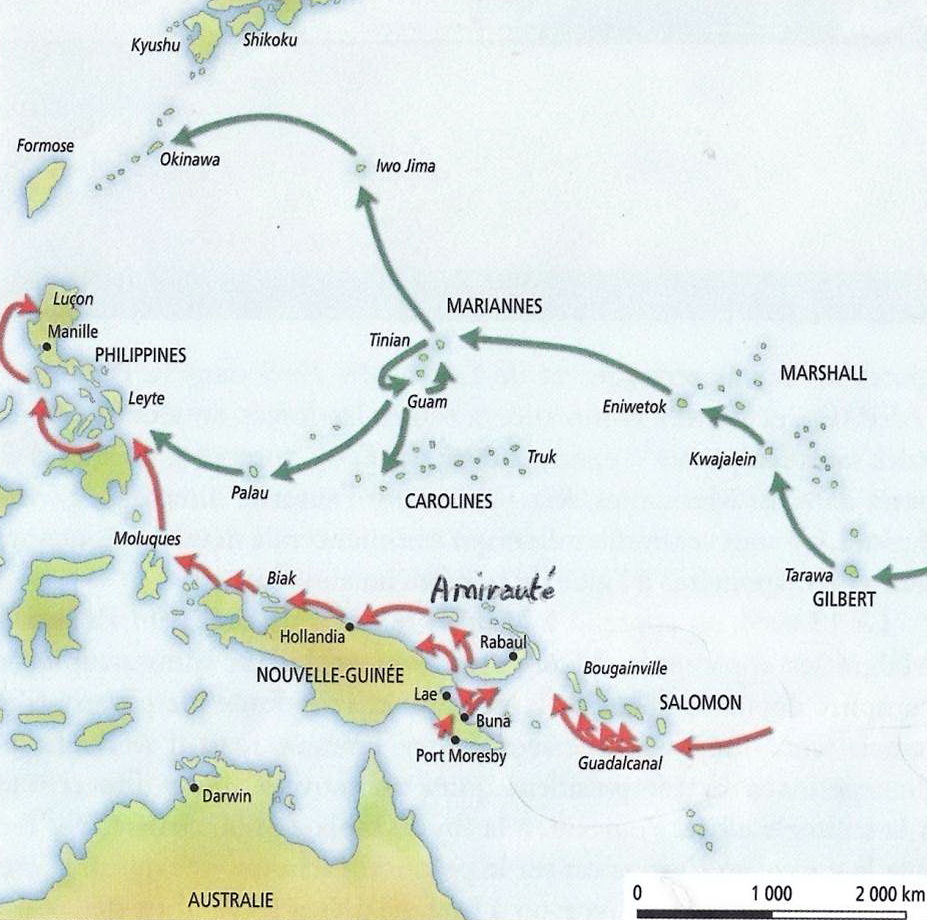 Kyushu
Shikoku
Formose
Okinawa
Iwo Jima
Luçon
MARIANNES
Manille
Tinian
PHILIPPINES
MARSHALL
Leyte
Guam
Eniwetok
Truk
Kwajalein
Palau
CAROLINES
Moluques
Tarawa
Biak
Amirauté
GILBERT
Hollandia
Rabaul
NOUVELLE-GUINÉE
Bougainville
Lae
SALOMON
Buna
Port Moresby
Guadalcanal
Darwin
0 1 000 2 000 km
AUSTRALIE